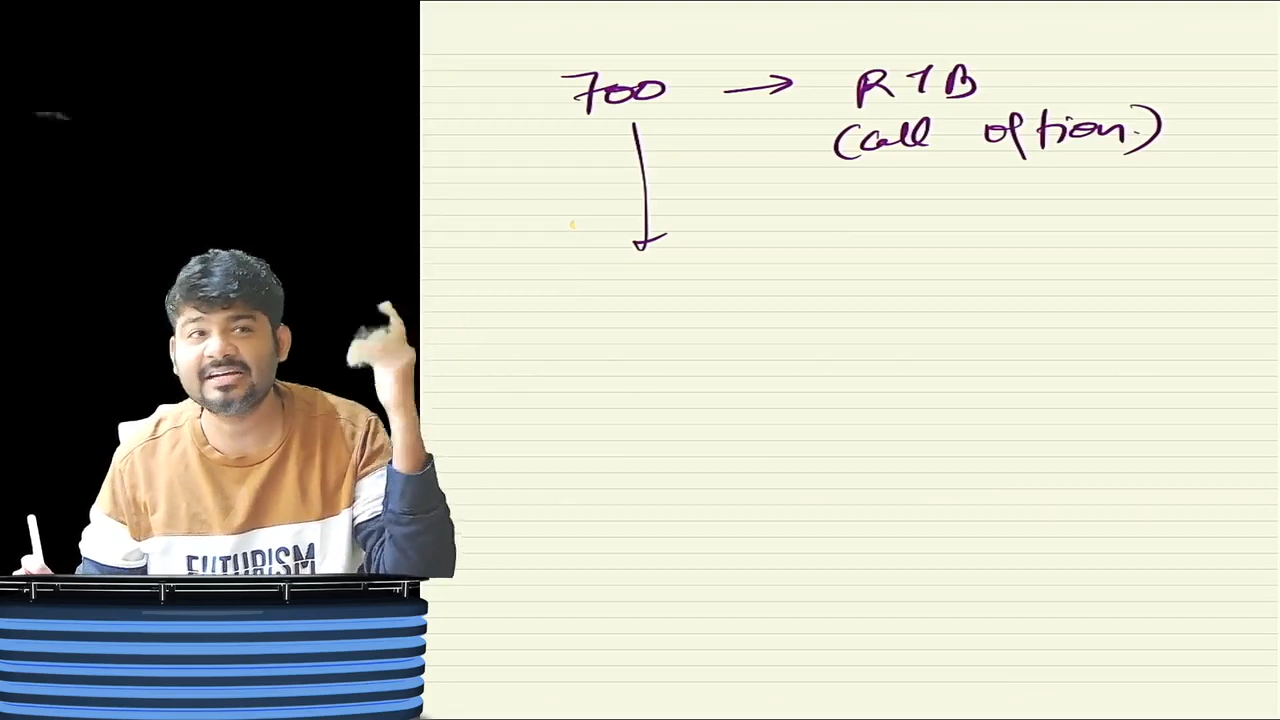 700 → RTB
(call option.)
FUTURISM